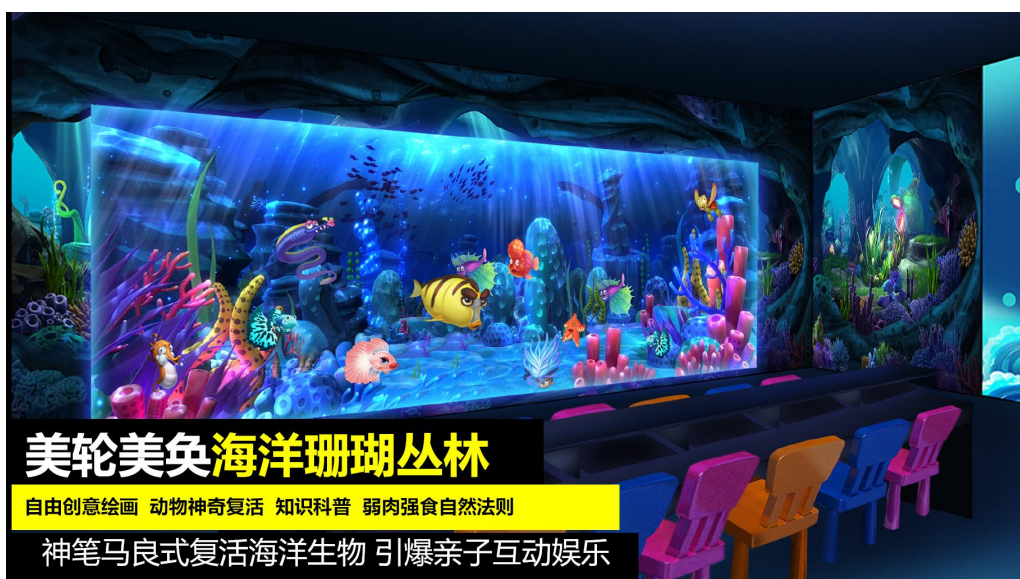 美轮美奂海洋珊瑚丛林
自由创意绘画 动物神奇复活 知识科普 弱肉强食自然法则
神笔马良式复活海洋生物 引爆亲子互动娱乐